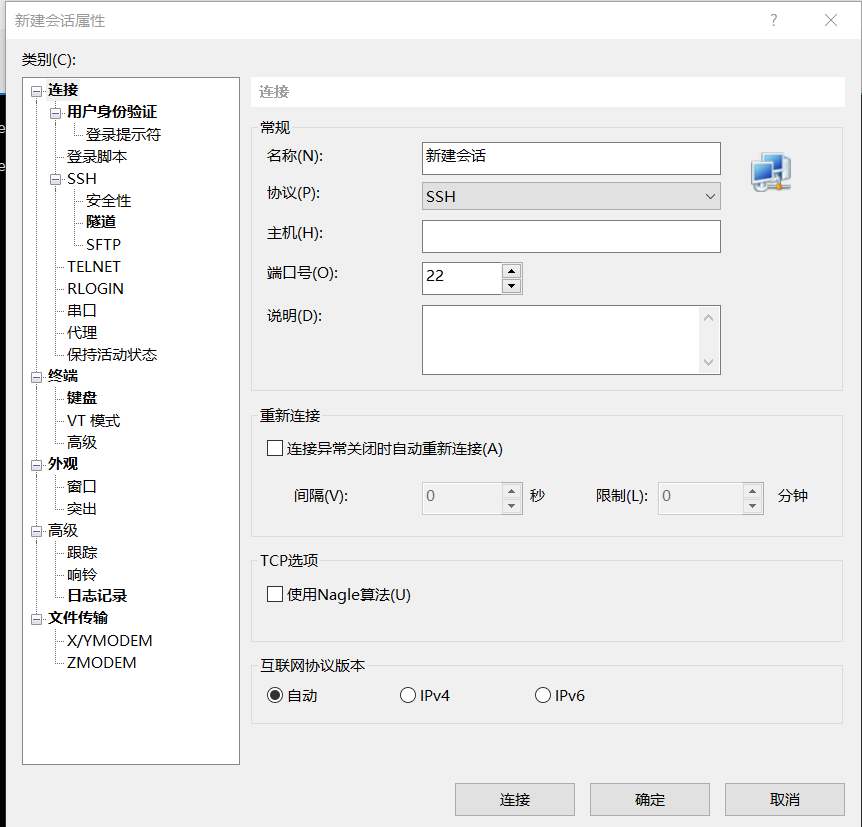 新建会话属性
类别(C):
连接
用户身份验证
登录提示符
登录脚本
SSH
安全性
隧道
SFTP
TELNET
RLOGIN
串口
代理
保持活动状态
终端
键盘
VT 模式
高级
外观
窗口
突出
高级
跟踪
响铃
日志记录
文件传输
X/YMODEM
ZMODEM
连接
常规
名称(N): 新建会话
协议(P): SSH
主机(H):
端口号(O): 22
说明(D):
重新连接
连接异常关闭时自动重新连接(A)
间隔(V): 0 秒 限制(L): 0 分钟
TCP选项
使用Nagle算法(U)
互联网协议版本
自动 IPv4 IPv6
连接 确定 取消